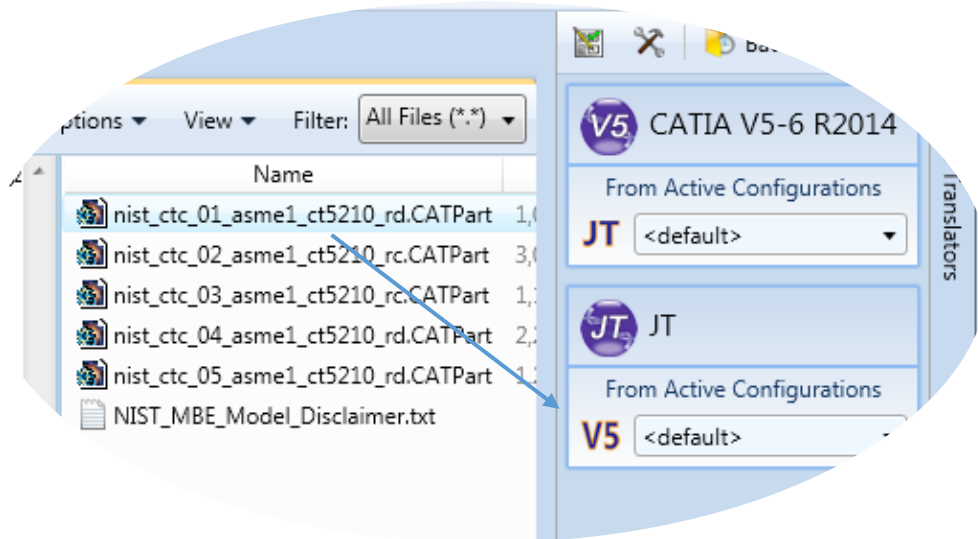 View
Filter:
All Files (*.*)
Name
nist_ctc_01_asme1_ct5210_rd.CATPart
nist_ctc_02_asme1_ct5210_rc.CATPart
nist_ctc_03_asme1_ct5210_rc.CATPart
nist_ctc_04_asme1_ct5210_rd.CATPart
nist_ctc_05_asme1_ct5210_rd.CATPart
NIST_MBE_Model_Disclaimer.txt
V5 CATIA V5-6 R2014
From Active Configurations
JT <default>
JT JT
From Active Configurations
V5 <default>
Translators